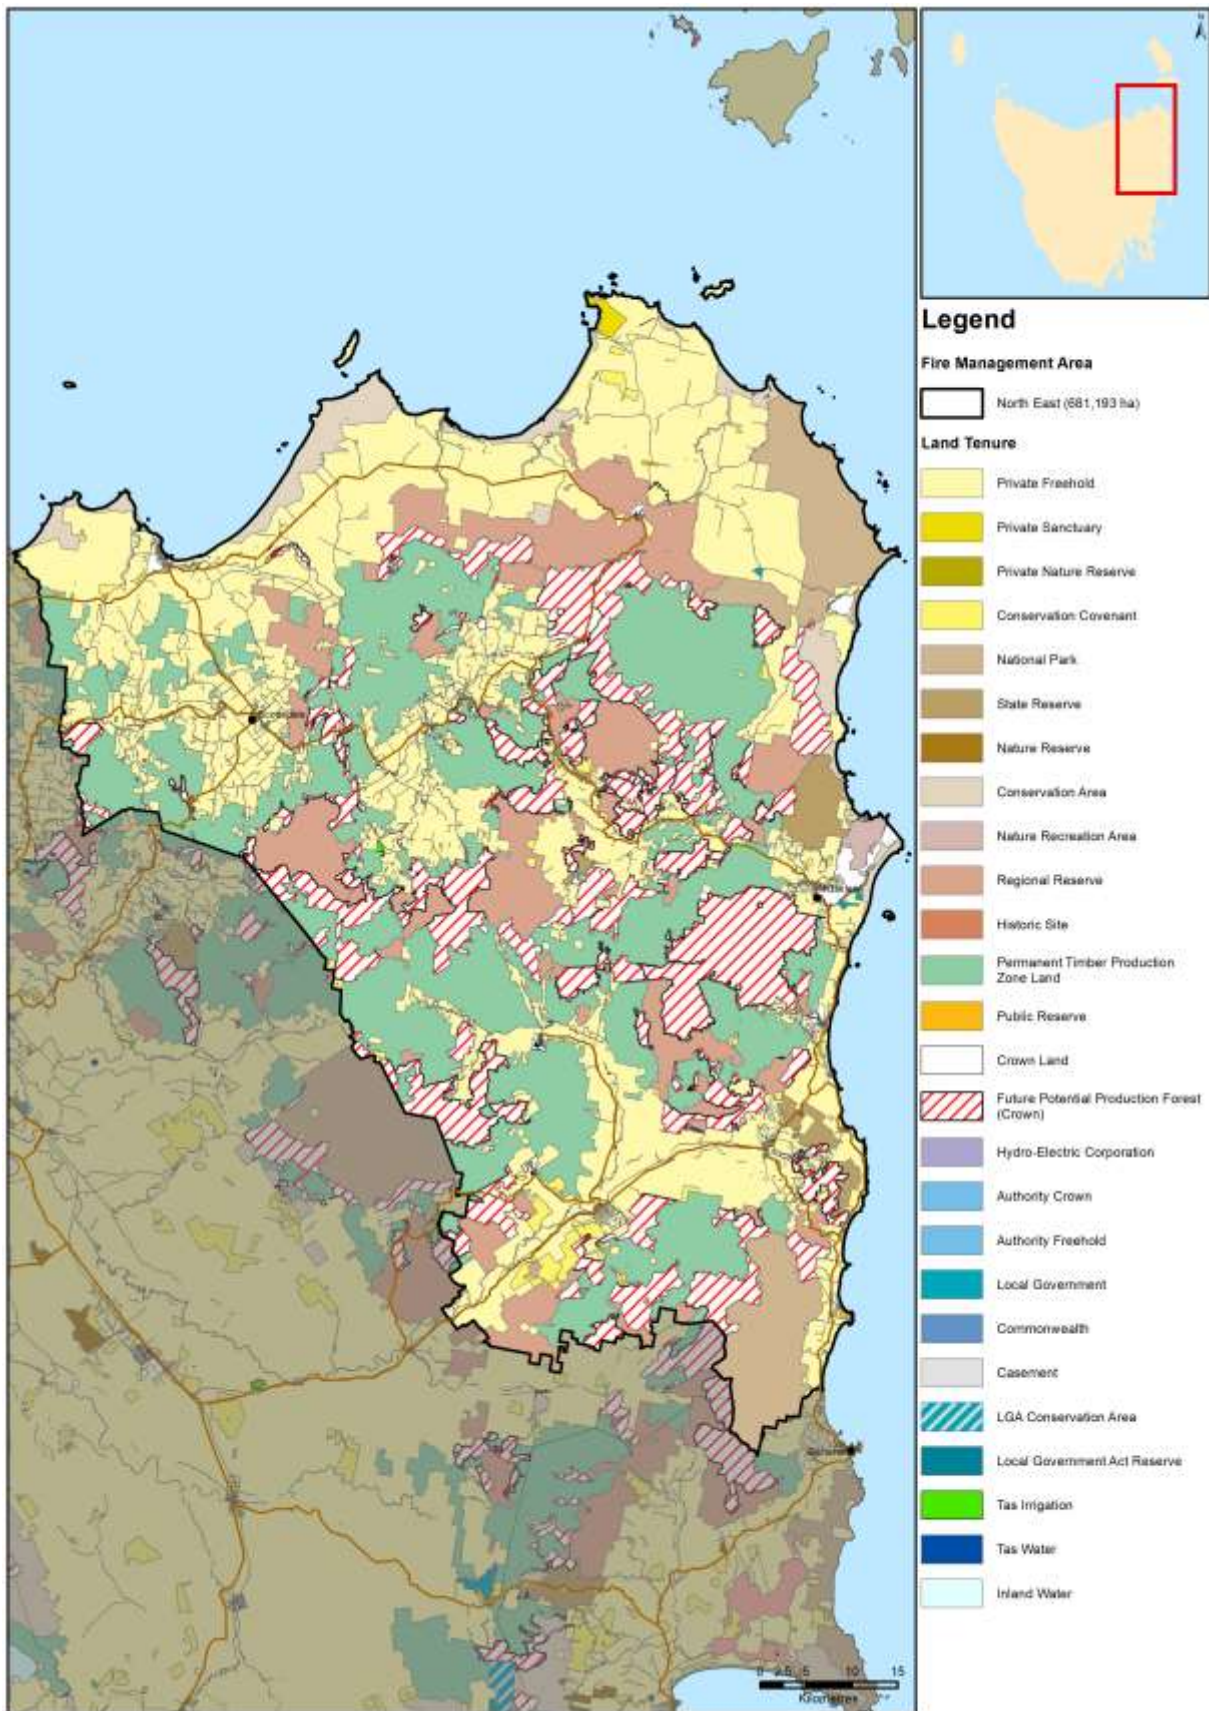 N
Legend
Fire Management Area
North East (681,193 ha)
Land Tenure
Private Freehold
Private Sanctuary
Private Nature Reserve
Conservation Covenant
National Park
State Reserve
Nature Reserve
Conservation Area
Nature Recreation Area
Regional Reserve
Historic Site
Permanent Timber Production
Zone Land
Public Reserve
Crown Land
Future Potential Production Forest
(Crown)
Hydro-Electric Corporation
Authority Crown
Authority Freehold
Local Government
Commonwealth
Casement
LGA Conservation Area
Local Government Act Reserve
Tas Irrigation
Tas Water
Inland Water
0 2.5 5 10 15
Kilometres